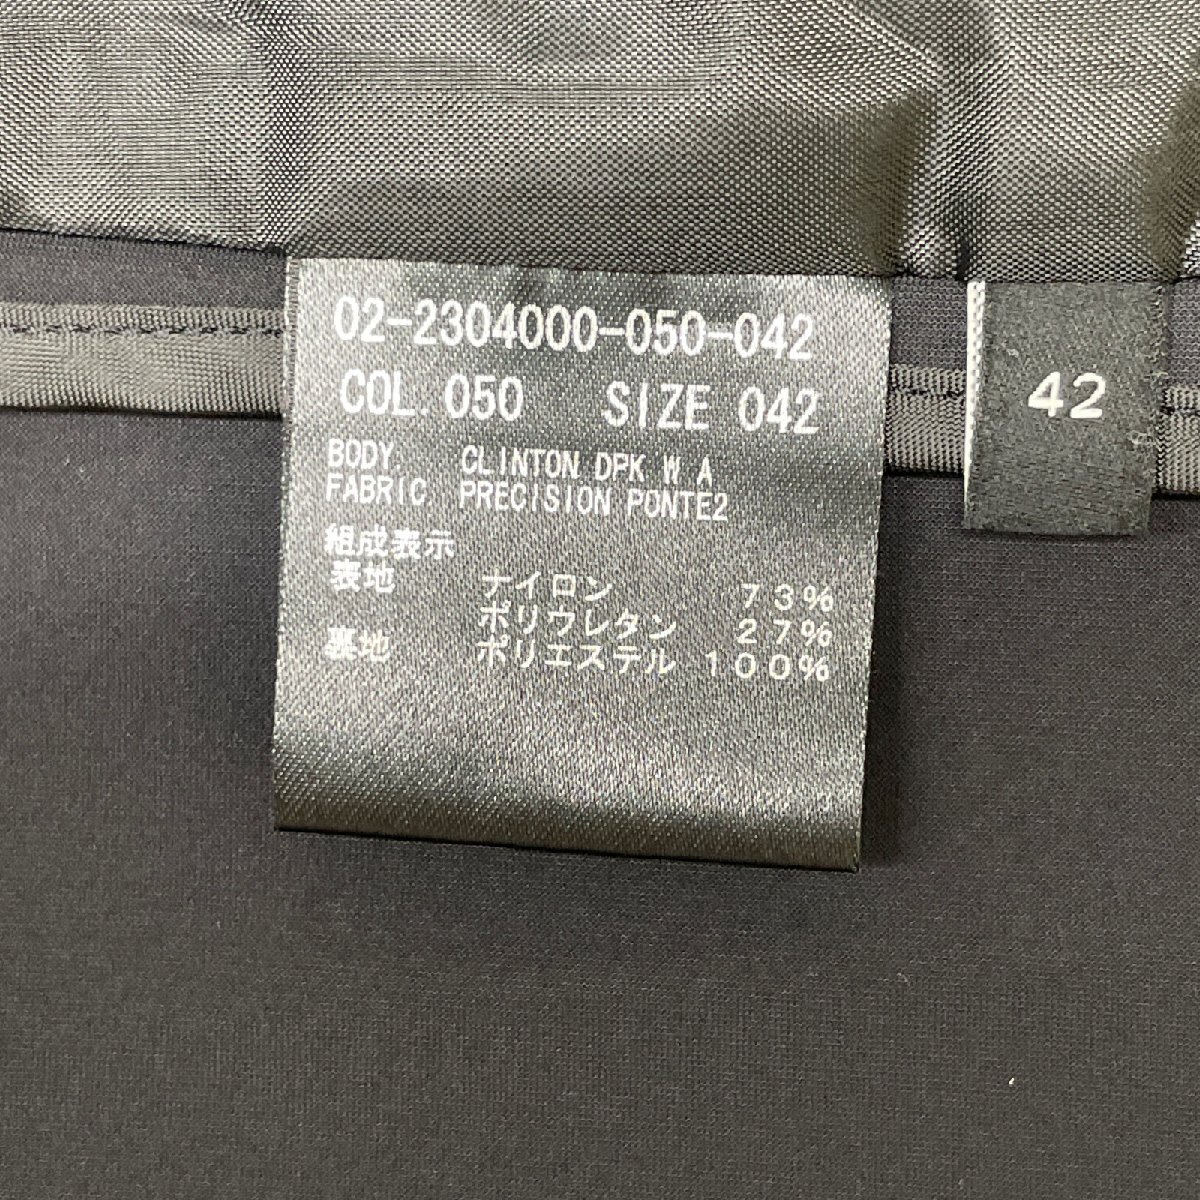 02-2304000-050-042
COL. 050 SIZE 042
BODY. CLINTON DPK W A
FABRIC. PRECISION PONTE2
組成表示
表地 ナイロン 73%
ポリウレタン 27%
裏地 ポリエステル 100%
42